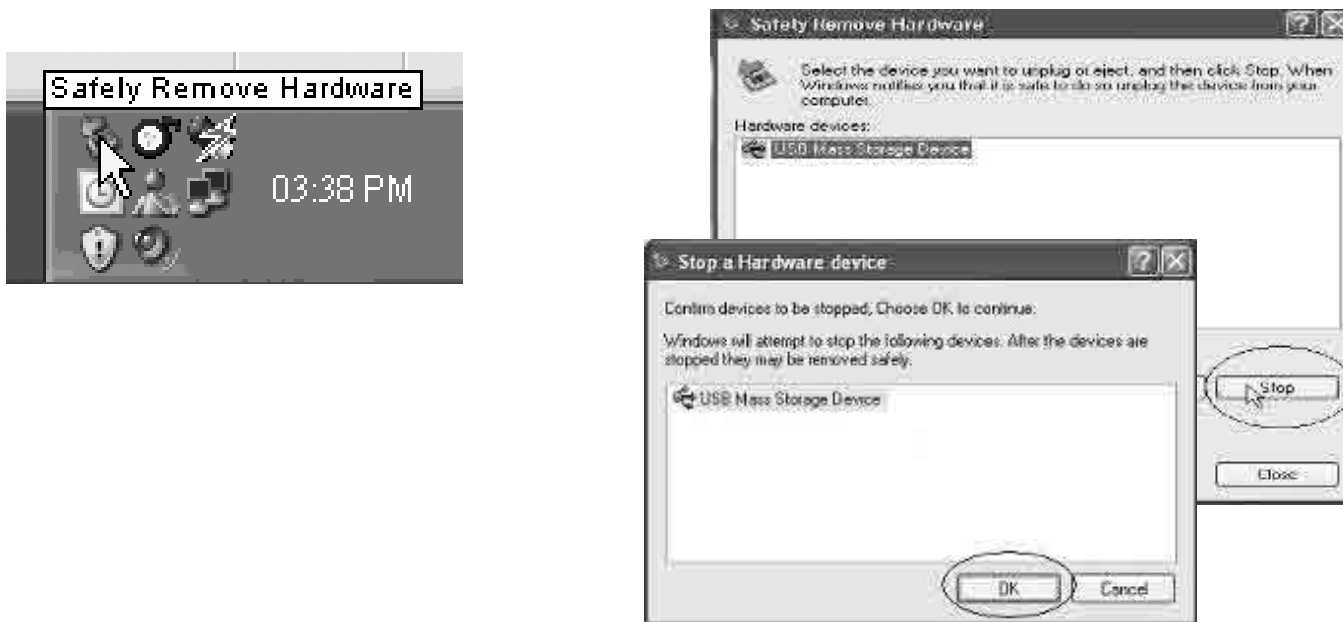 Safely Remove Hardware
03:38 PM
Safely Remove Hardware
Select the device you want to unplug or eject, and then click Stop. When
Windows notifies you that it is safe to do so unplug the device from your
computer.
Hardware devices:
USB Mass Storage Device
Stop
Close
Stop a Hardware device
Confirm devices to be stopped, Choose OK to continue.
Windows will attempt to stop the following devices. After the devices are
stopped they may be removed safely.
USB Mass Storage Device
OK
Cancel